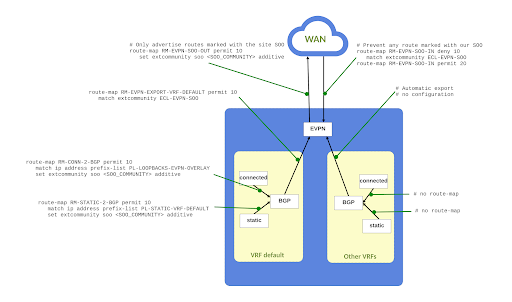 WAN
# Only advertise routes marked with the site SOO
route-map RM-EVPN-SOO-OUT permit 10
set extcommunity soo <SOO_COMMUNITY> additive
# Prevent any route marked with our SOO
route-map RM-EVPN-SOO-IN deny 10
match extcommunity ECL-EVPN-SOO
route-map RM-EVPN-SOO-IN permit 20
route-map RM-EVPN-EXPORT-VRF-DEFAULT permit 10
match extcommunity ECL-EVPN-SOO
# Automatic export
# no configuration
EVPN
route-map RM-CONN-2-BGP permit 10
match ip address prefix-list PL-LOOPBACKS-EVPN-OVERLAY
set extcommunity soo <SOO_COMMUNITY> additive
connected
BGP
static
VRF default
route-map RM-STATIC-2-BGP permit 10
match ip address prefix-list PL-STATIC-VRF-DEFAULT
set extcommunity soo <SOO_COMMUNITY> additive
connected
BGP
static
Other VRFs
# no route-map
# no route-map